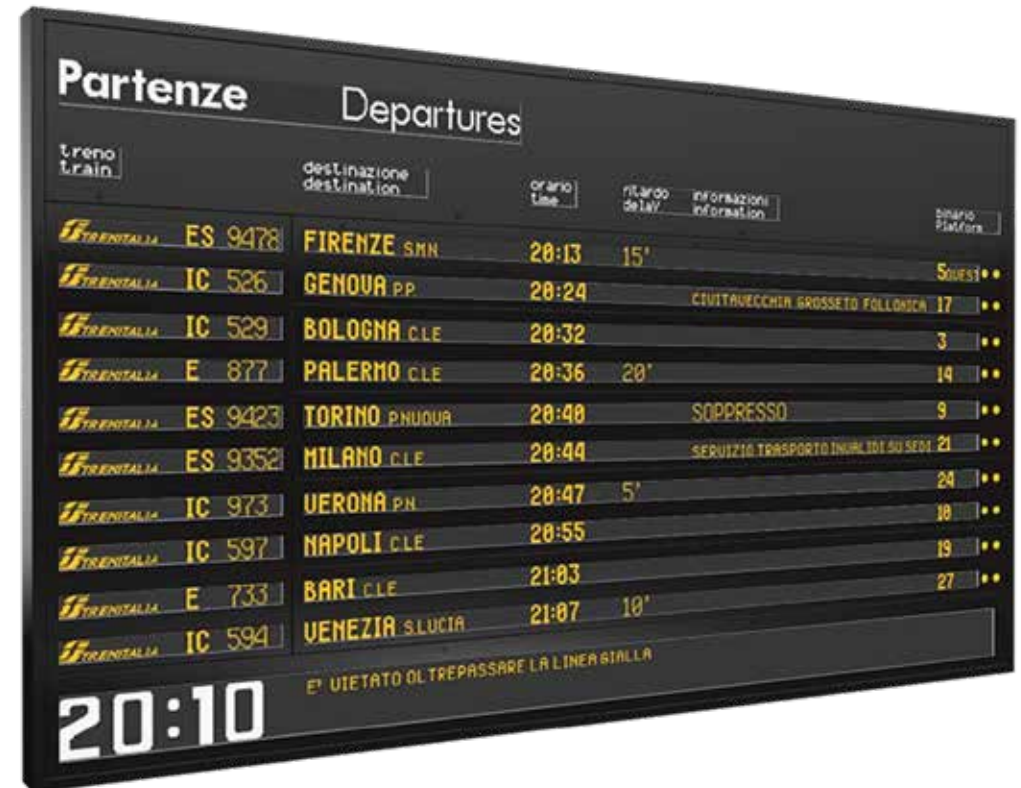 Partenze Departures
treno destinazione orario ritardo informazioni binario
train destination time delay information Platform
TRENITALIA ES 9478 FIRENZE S.M.N 20:13 15' 5OVEST
TRENITALIA IC 526 GENOVA P.P 20:24 CIVITAVECCHIA GROSSETO FOLLONICA 17
TRENITALIA IC 529 BOLOGNA C.LE 20:32 3
TRENITALIA E 877 PALERMO C.LE 20:36 20' 14
TRENITALIA ES 9423 TORINO P.NUOVA 20:40 SOPPRESSO 9
TRENITALIA ES 9352 MILANO C.LE 20:44 SERVIZIO TRASPORTO INVALIDI SU SEDI 21
TRENITALIA IC 973 VERONA P.N 20:47 5' 24
TRENITALIA IC 597 NAPOLI C.LE 20:55 10
TRENITALIA E 733 BARI C.LE 21:03 19
TRENITALIA IC 594 VENEZIA S.LUCIA 21:07 10' 27
20:10 E' VIETATO OLTREPASSARE LA LINEA GIALLA